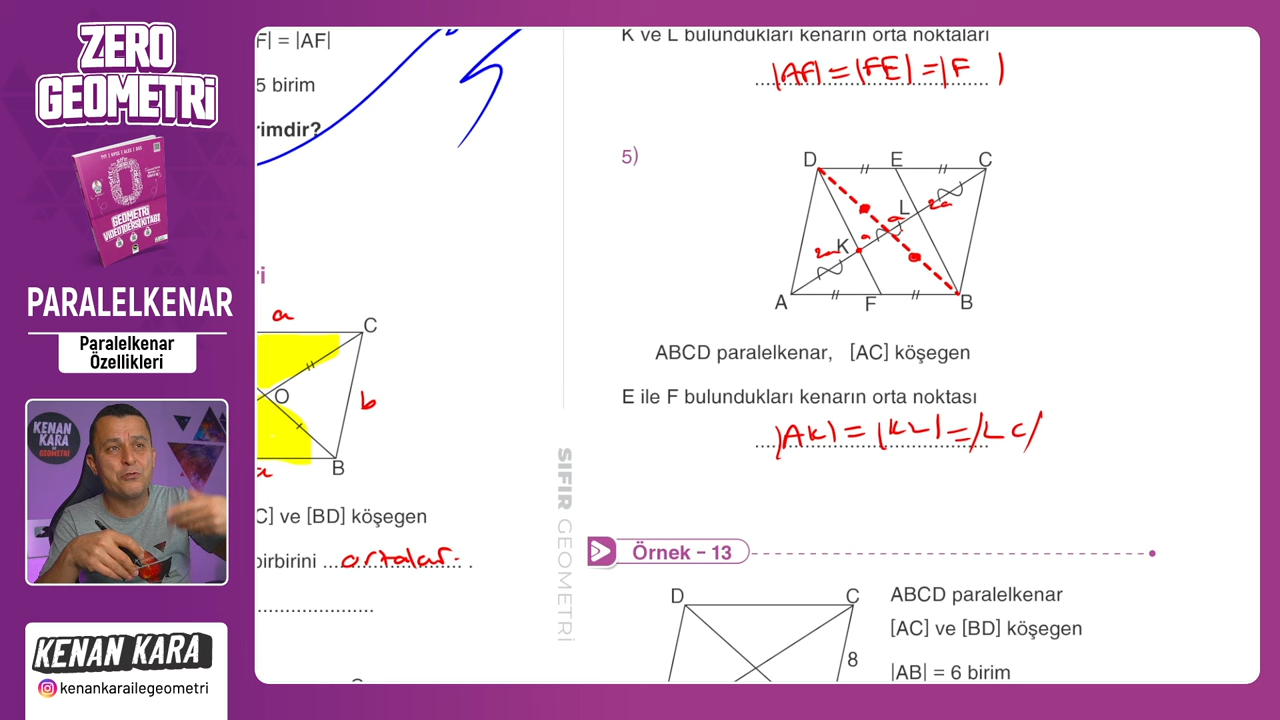 ZERO
GEOMETRİ
GEOMETRİ
VİDEO DERS KİTABI
PARALELKENAR
Paralelkenar
Özellikleri
KENAN
KARA
GEOMETRİ
KENAN KARA
kenankarailegeometri
F| = |AF|
5 birim
rimdir?
a
C
O
b
a
B
C] ve [BD] köşegen
birbirini ortalar.
SIFIR GEOMETRİ
K ve L bulundukları kenarın orta noktaları
|AF| = |FE| = |F |
5)
D E C
L 2a
a
2a K a
A F B
ABCD paralelkenar, [AC] köşegen
E ile F bulundukları kenarın orta noktası
|AK| = |KL| = |LC|
Örnek – 13
D C
8
ABCD paralelkenar
[AC] ve [BD] köşegen
|AB| = 6 birim